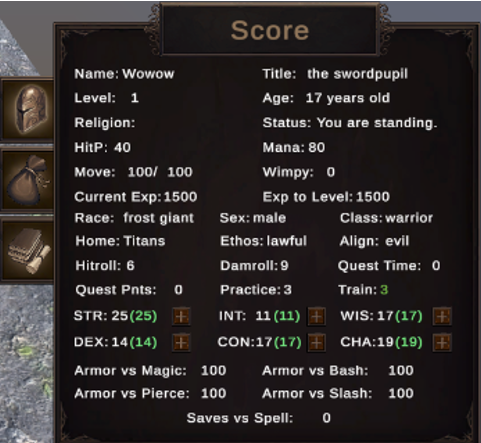 Score
Name: Wowow Title: the swordpupil
Level: 1 Age: 17 years old
Religion: Status: You are standing.
HitP: 40 Mana: 80
Move: 100/ 100 Wimpy: 0
Current Exp: 1500 Exp to Level: 1500
Race: frost giant Sex: male Class: warrior
Home: Titans Ethos: lawful Align: evil
Hitroll: 6 Damroll: 9 Quest Time: 0
Quest Pnts: 0 Practice: 3 Train: 3
STR: 25(25) + INT: 11(11) + WIS: 17(17) +
DEX: 14(14) + CON: 17(17) + CHA: 19(19) +
Armor vs Magic: 100 Armor vs Bash: 100
Armor vs Pierce: 100 Armor vs Slash: 100
Saves vs Spell: 0